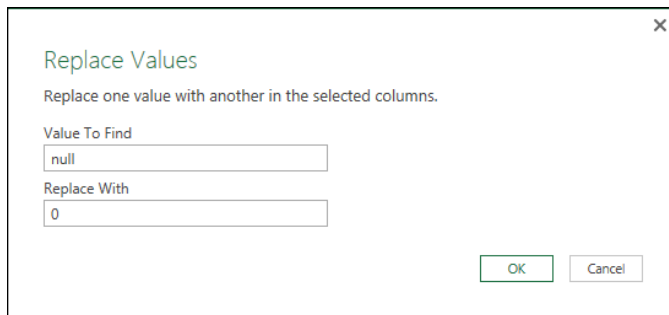 Replace Values
Replace one value with another in the selected columns.
Value To Find
null
Replace With
0
OK
Cancel